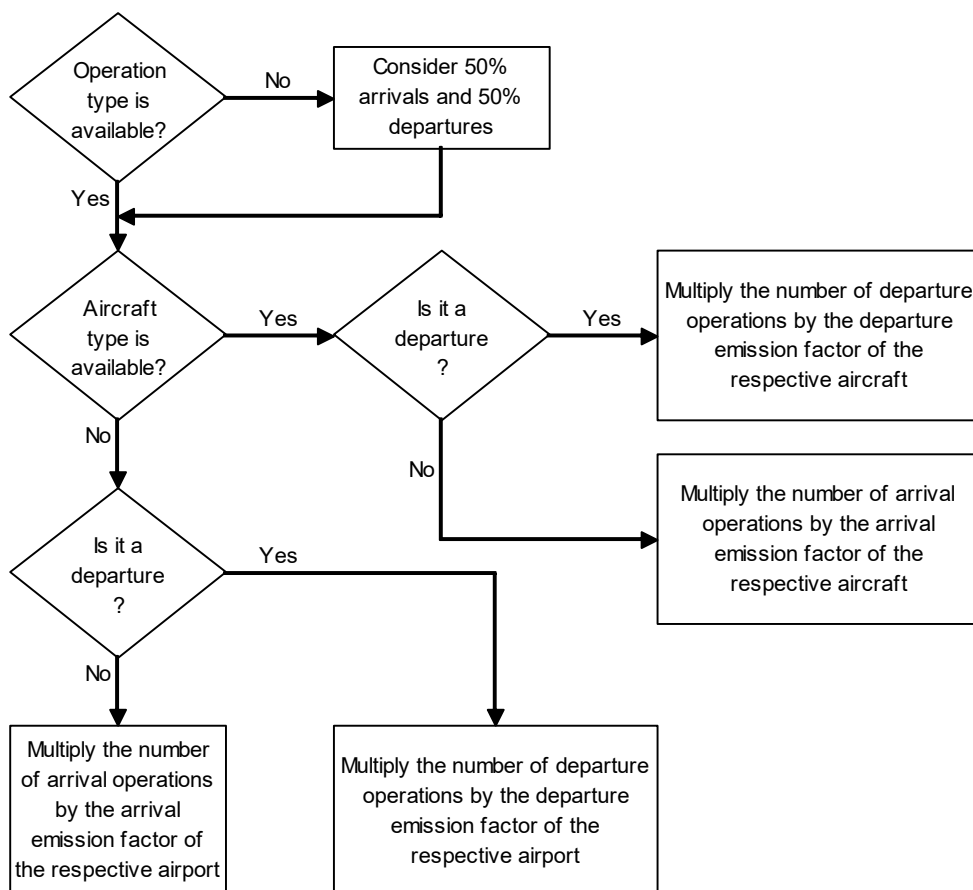 Operation
type is
available?
No
Consider 50%
arrivals and 50%
departures
Yes
Aircraft
type is
available?
Yes
Is it a
departure
?
Yes
Multiply the number of departure
operations by the departure
emission factor of the
respective aircraft
No
No
Multiply the number of arrival
operations by the arrival
emission factor of the
respective aircraft
Is it a
departure
?
Yes
No
Multiply the number
of arrival operations
by the arrival
emission factor of
the respective airport
Multiply the number of departure
operations by the departure
emission factor of the
respective airport